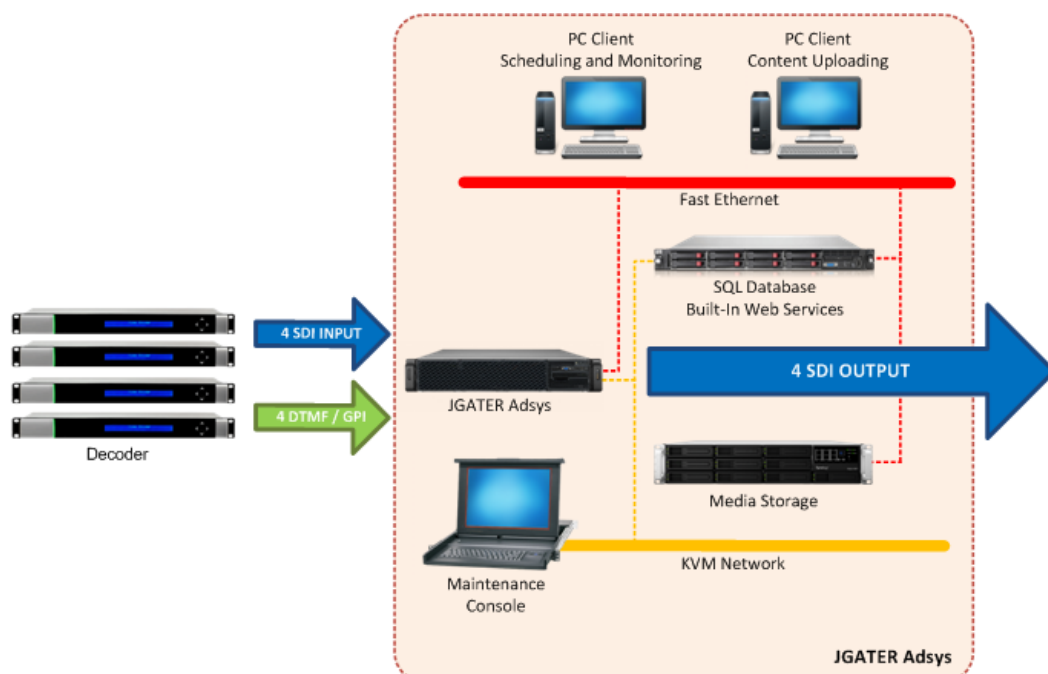 PC Client
Scheduling and Monitoring
PC Client
Content Uploading
Fast Ethernet
SQL Database
Built-In Web Services
4 SDI INPUT
4 SDI OUTPUT
JGATER Adsys
4 DTMF / GPI
Decoder
Media Storage
KVM Network
Maintenance
Console
JGATER Adsys